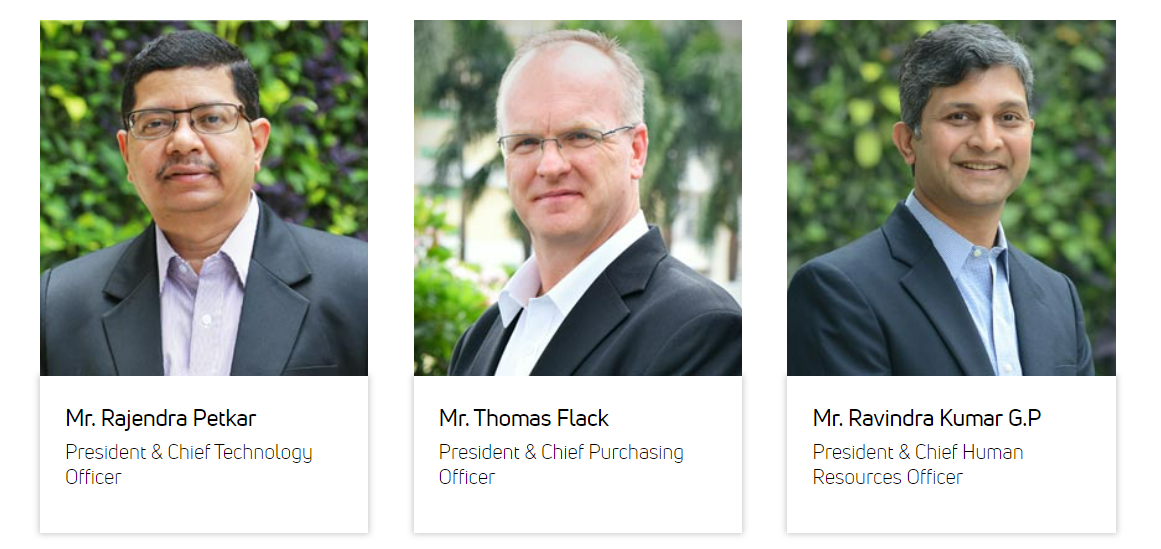 Mr. Rajendra Petkar
President & Chief Technology
Officer
Mr. Thomas Flack
President & Chief Purchasing
Officer
Mr. Ravindra Kumar G.P
President & Chief Human
Resources Officer